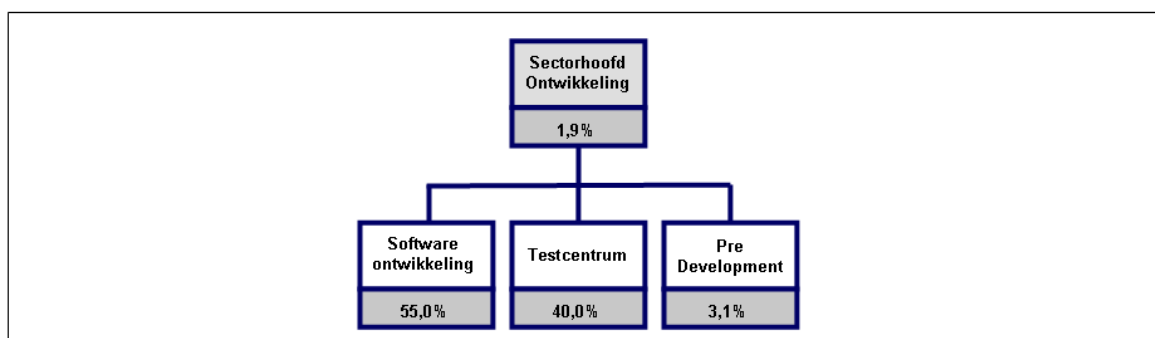 Sectorhoofd
Ontwikkeling
1,9%
Software
ontwikkeling
55,0%
Testcentrum
40,0%
Pre
Development
3,1%